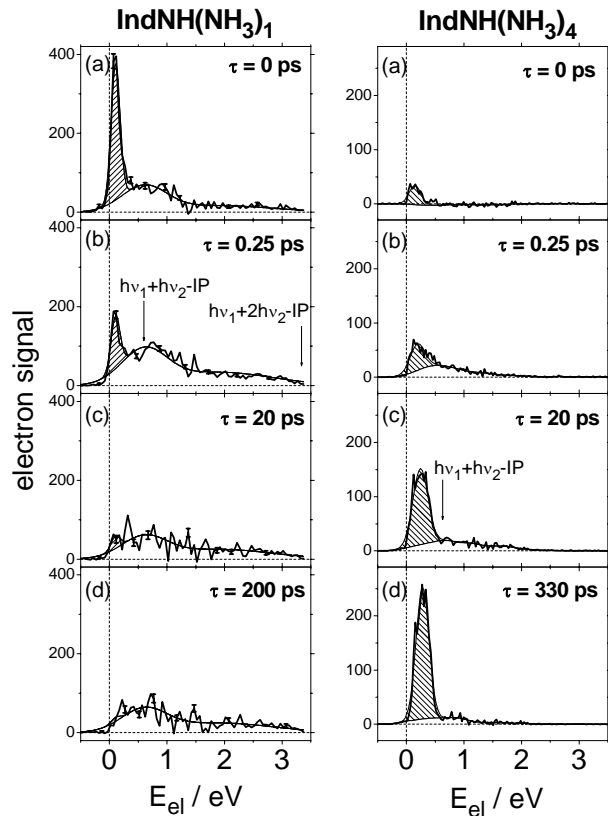 IndNH(NH₃)₁
(a)
τ = 0 ps
400
200
0
(b)
τ = 0.25 ps
hν₁+hν₂-IP
hν₁+2hν₂-IP
400
200
0
(c)
τ = 20 ps
400
200
0
(d)
τ = 200 ps
400
200
0
0 1 2 3
E_el / eV
electron signal
IndNH(NH₃)₄
(a)
τ = 0 ps
200
100
0
(b)
τ = 0.25 ps
200
100
0
(c)
τ = 20 ps
hν₁+hν₂-IP
200
100
0
(d)
τ = 330 ps
200
100
0
0 1 2 3
E_el / eV